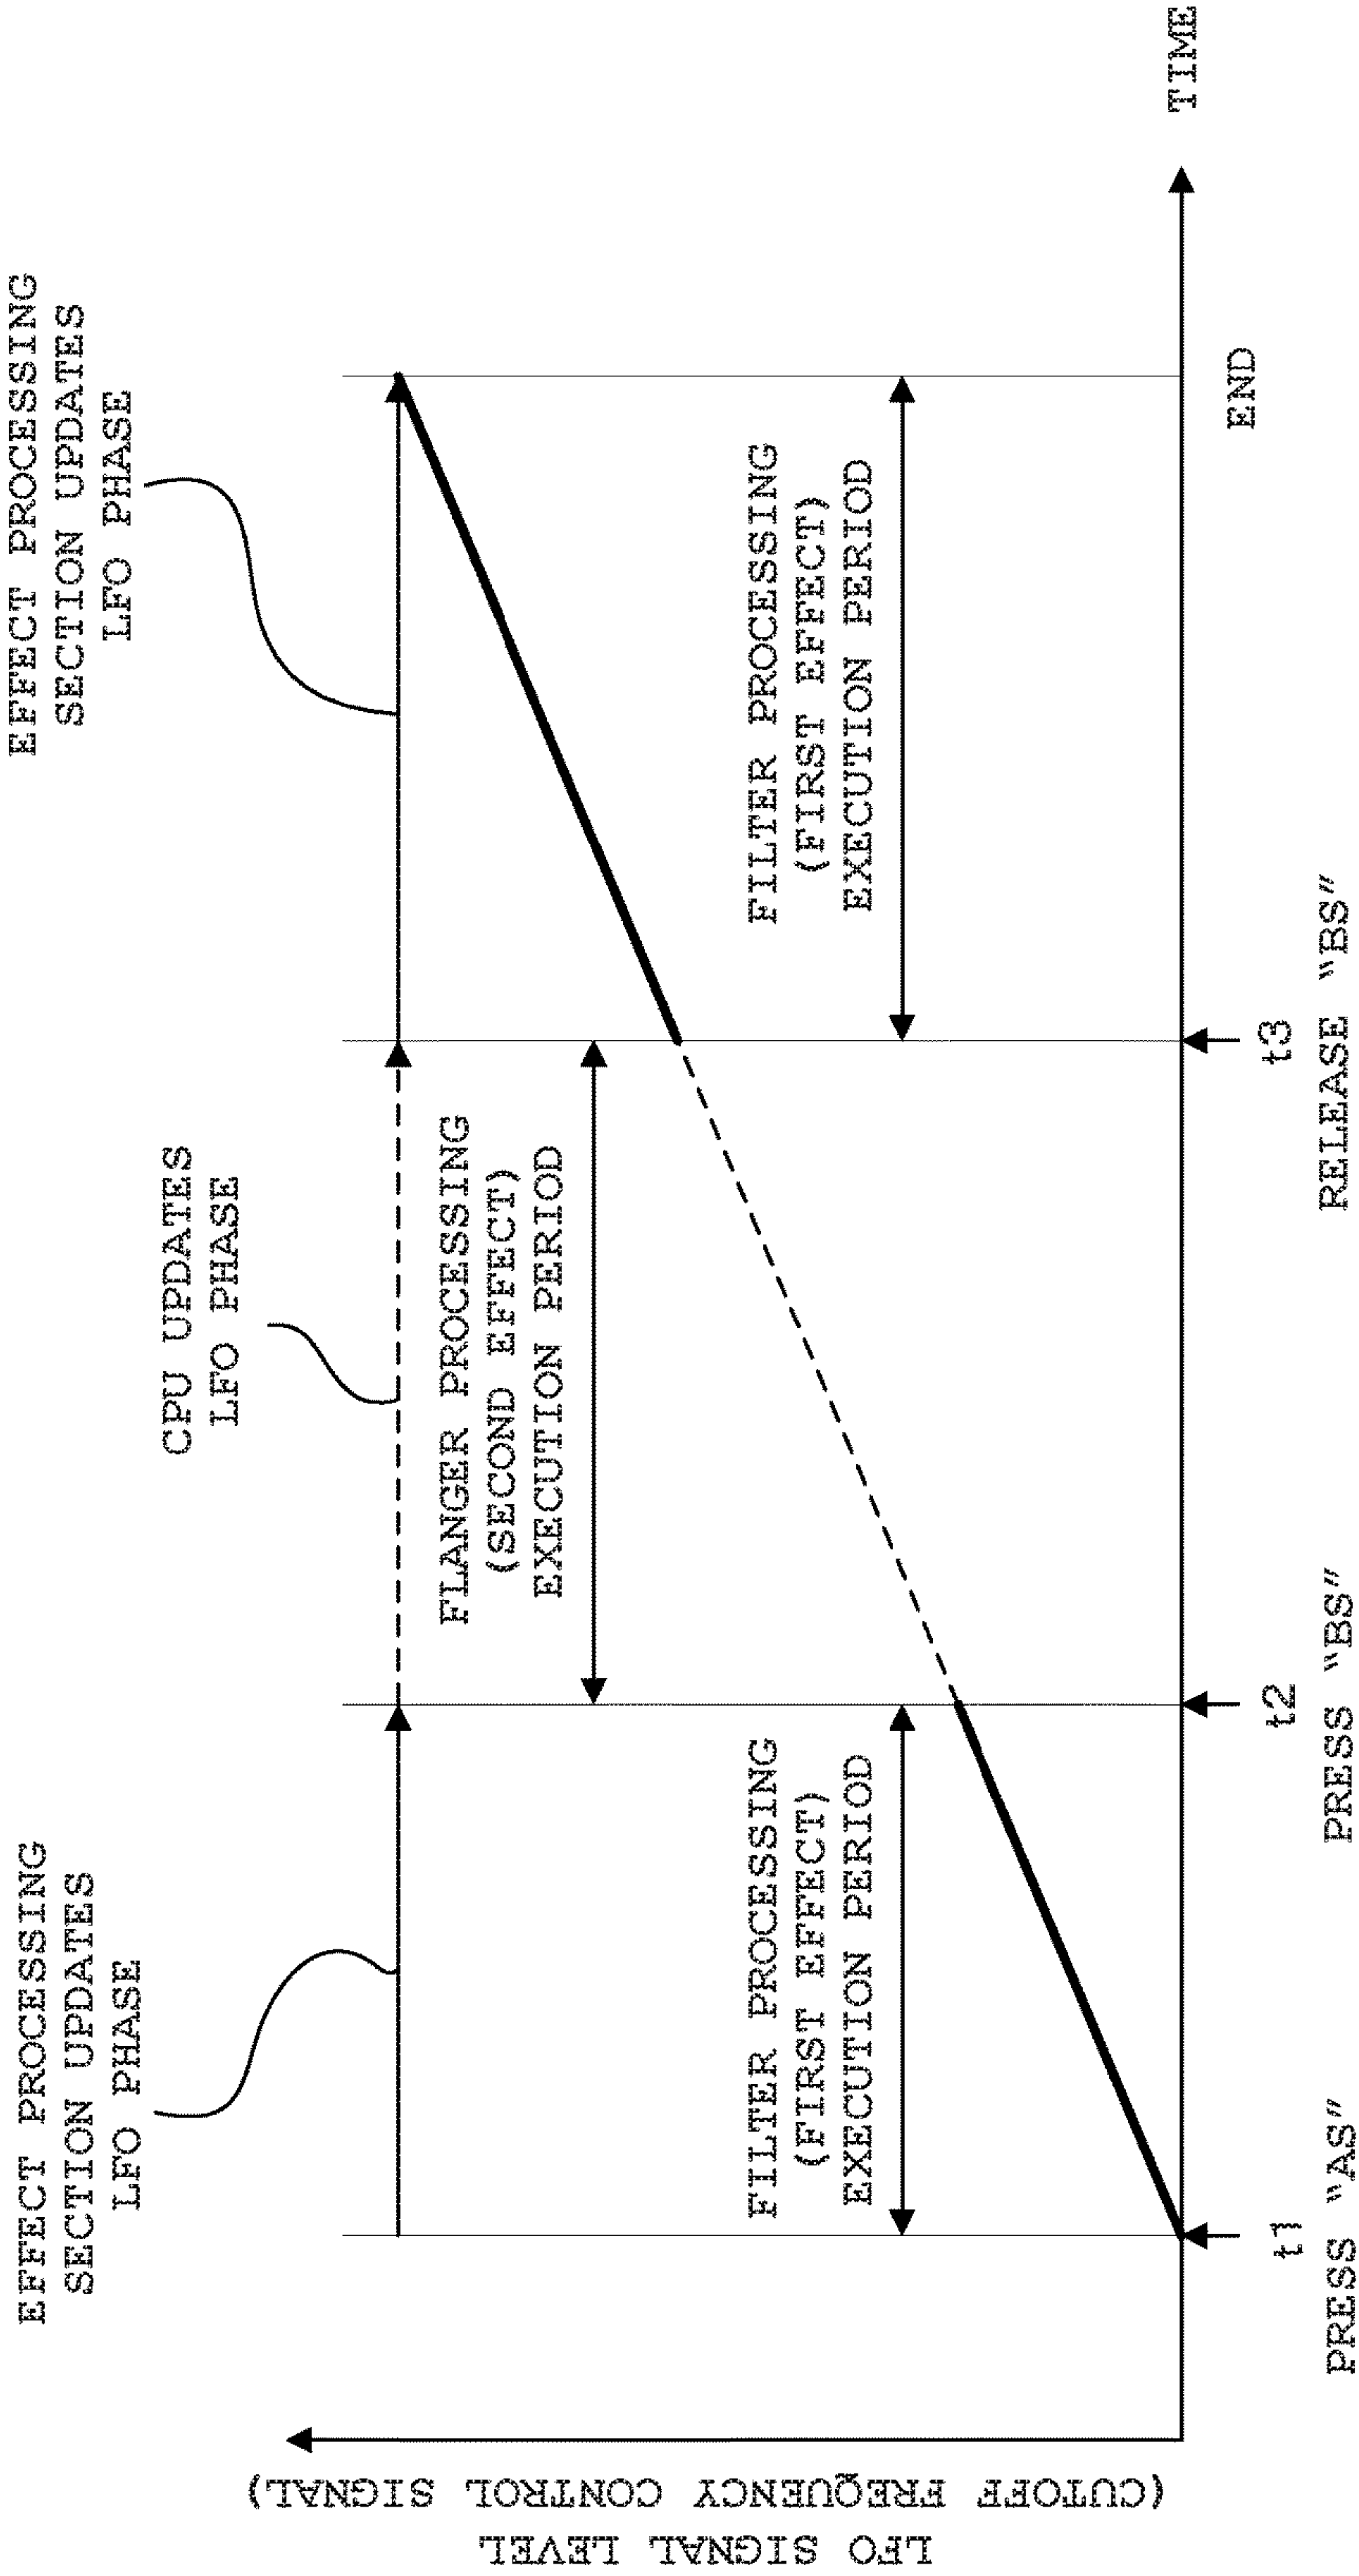 EFFECT PROCESSING
SECTION UPDATES
LFO PHASE
CPU UPDATES
LFO PHASE
EFFECT PROCESSING
SECTION UPDATES
LFO PHASE
FLANGER PROCESSING
(SECOND EFFECT)
EXECUTION PERIOD
FILTER PROCESSING
(FIRST EFFECT)
EXECUTION PERIOD
FILTER PROCESSING
(FIRST EFFECT)
EXECUTION PERIOD
LFO SIGNAL LEVEL
(CUTOFF FREQUENCY CONTROL SIGNAL)
TIME
t1
t2
t3
END
PRESS “AS”
PRESS “BS”
RELEASE “BS”